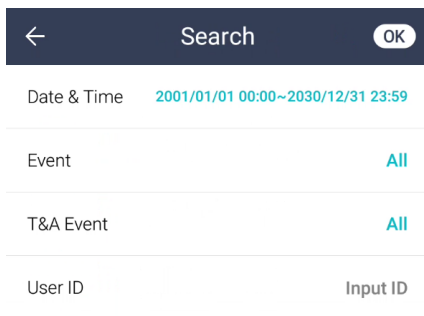 Search OK
Date & Time 2001/01/01 00:00~2030/12/31 23:59
Event All
T&A Event All
User ID Input ID